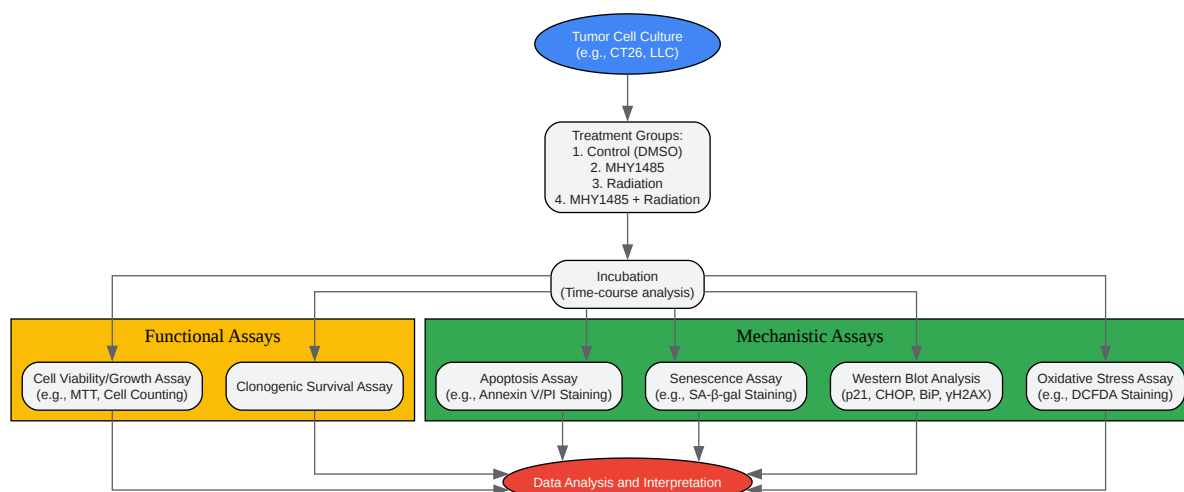 Tumor Cell Culture
(e.g., CT26, LLC)
Treatment Groups:
1. Control (DMSO)
2. MHY1485
3. Radiation
4. MHY1485 + Radiation
Incubation
(Time-course analysis)
Functional Assays
Mechanistic Assays
Cell Viability/Growth Assay
(e.g., MTT, Cell Counting)
Clonogenic Survival Assay
Apoptosis Assay
(e.g., Annexin V/PI Staining)
Senescence Assay
(e.g., SA-β-gal Staining)
Western Blot Analysis
(p21, CHOP, BiP, γH2AX)
Oxidative Stress Assay
(e.g., DCFDA Staining)
Data Analysis and Interpretation